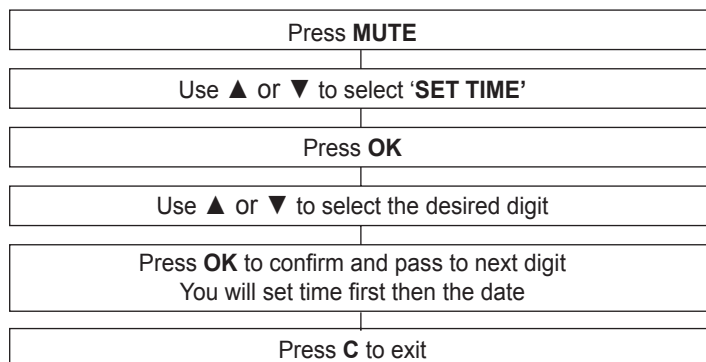 Press MUTE
Use ▲ or ▼ to select ‘SET TIME’
Press OK
Use ▲ or ▼ to select the desired digit
Press OK to confirm and pass to next digit
You will set time first then the date
Press C to exit